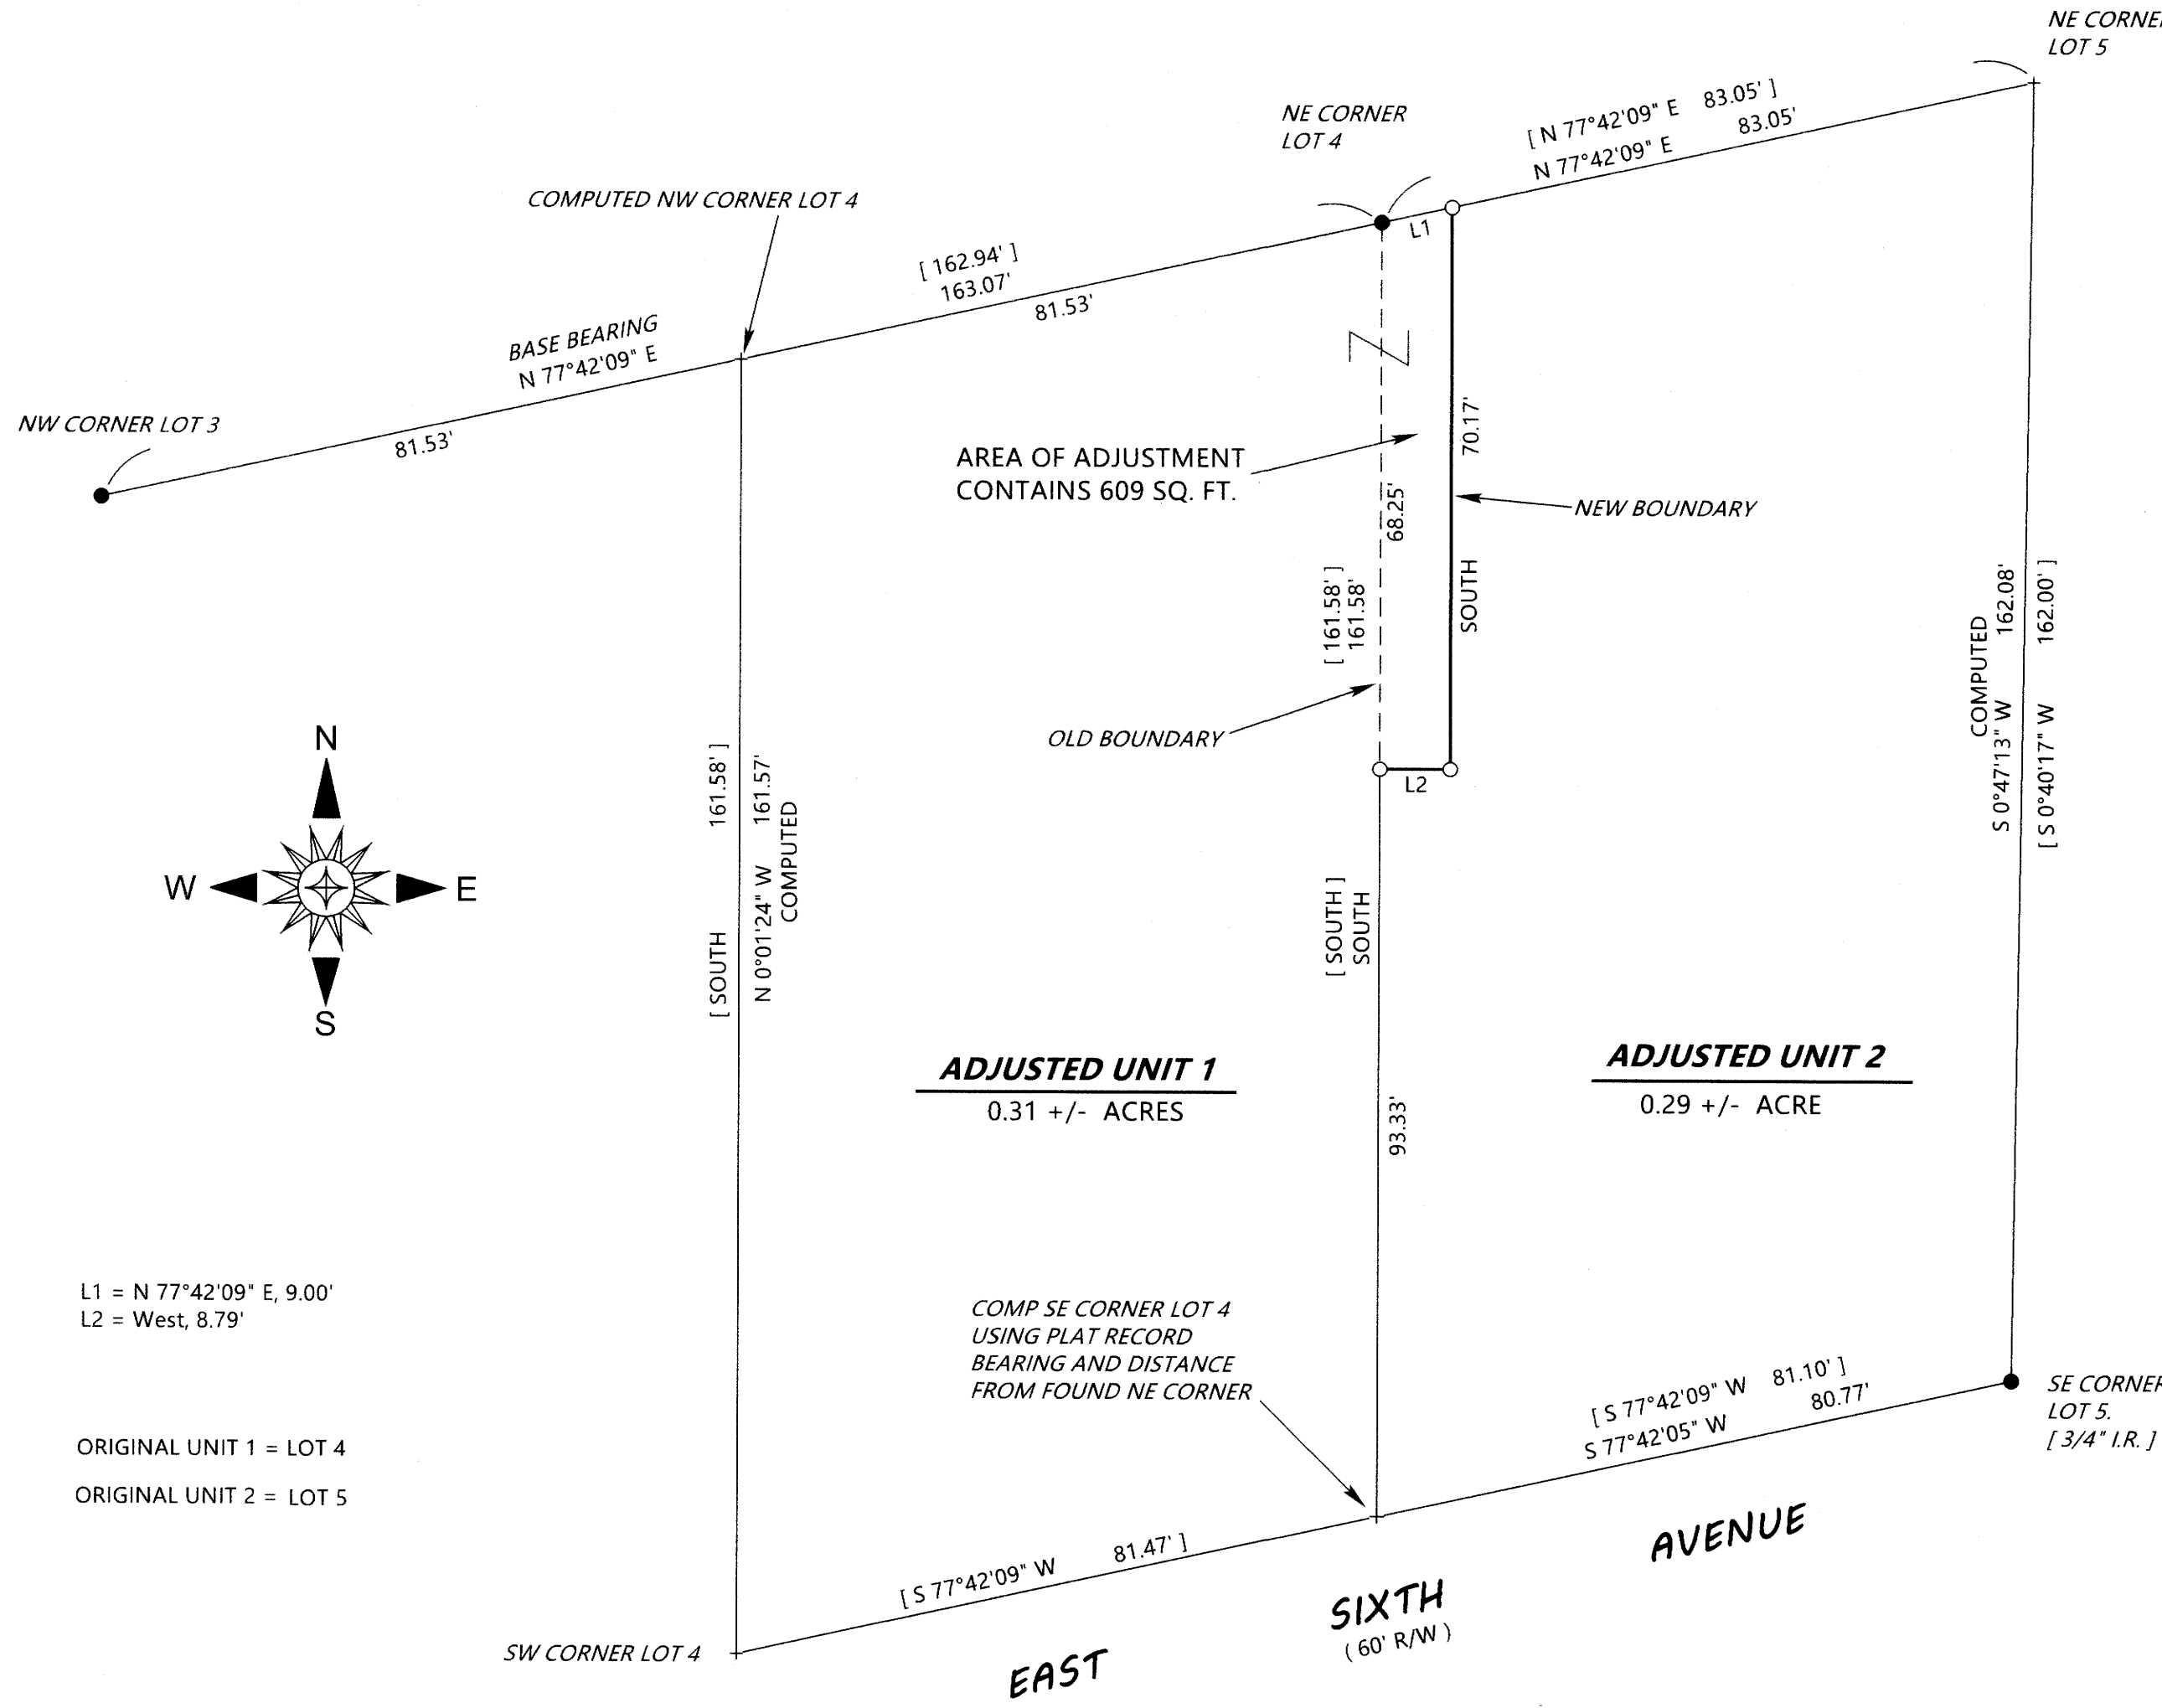 NE CORNER
LOT 5
NE CORNER
LOT 4
[ N 77°42'09" E 83.05' ]
N 77°42'09" E 83.05'
COMPUTED NW CORNER LOT 4
L1
[ 162.94' ]
163.07'
81.53'
BASE BEARING
N 77°42'09" E
81.53'
NW CORNER LOT 3
AREA OF ADJUSTMENT
CONTAINS 609 SQ. FT.
70.17'
68.25'
NEW BOUNDARY
SOUTH
[ 161.58' ]
161.58'
OLD BOUNDARY
L2
COMPUTED
S 0°47'13" W 162.08'
[ S 0°40'17" W 162.00' ]
[ SOUTH 161.58' ]
N 0°01'24" W 161.57'
COMPUTED
N
W
E
S
[ SOUTH ]
SOUTH
ADJUSTED UNIT 1
0.31 +/- ACRES
ADJUSTED UNIT 2
0.29 +/- ACRE
93.33'
L1 = N 77°42'09" E, 9.00'
L2 = West, 8.79'
COMP SE CORNER LOT 4
USING PLAT RECORD
BEARING AND DISTANCE
FROM FOUND NE CORNER
[ S 77°42'09" W 81.10' ]
S 77°42'05" W 80.77'
SE CORNER
LOT 5.
[ 3/4" I.R. ]
ORIGINAL UNIT 1 = LOT 4
ORIGINAL UNIT 2 = LOT 5
[ S 77°42'09" W 81.47' ]
SW CORNER LOT 4
EAST SIXTH AVENUE
( 60' R/W )